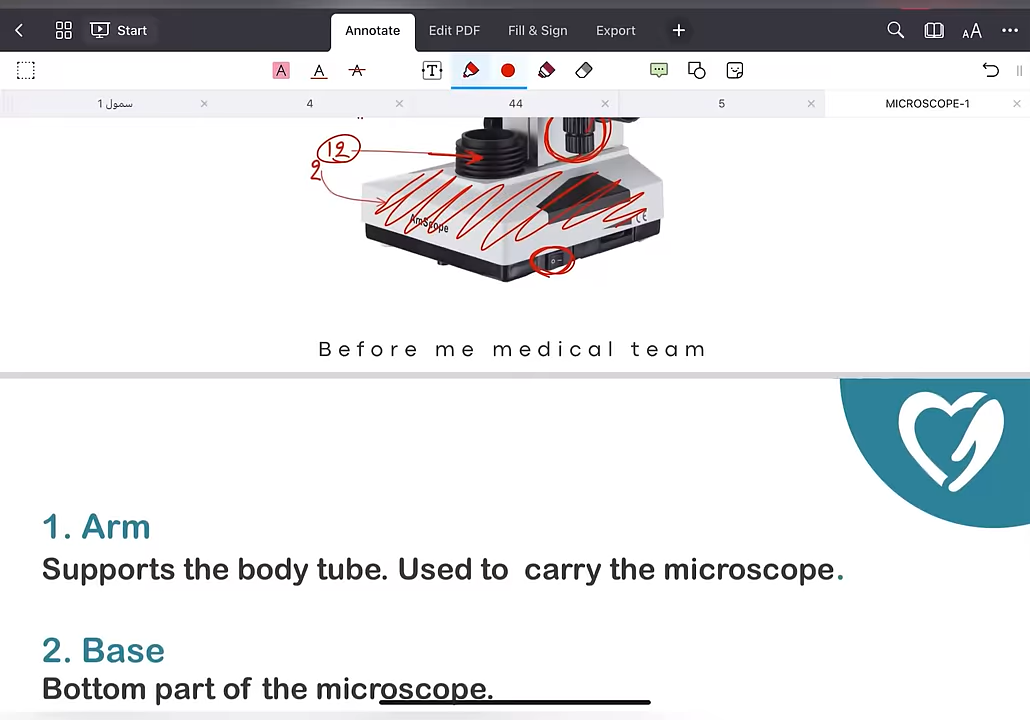 Start
Annotate
Edit PDF
Fill & Sign
Export
سمول 1
4
44
5
MICROSCOPE-1
12
2
AmScope
CE
Before me medical team
1. Arm
Supports the body tube. Used to carry the microscope.
2. Base
Bottom part of the microscope.